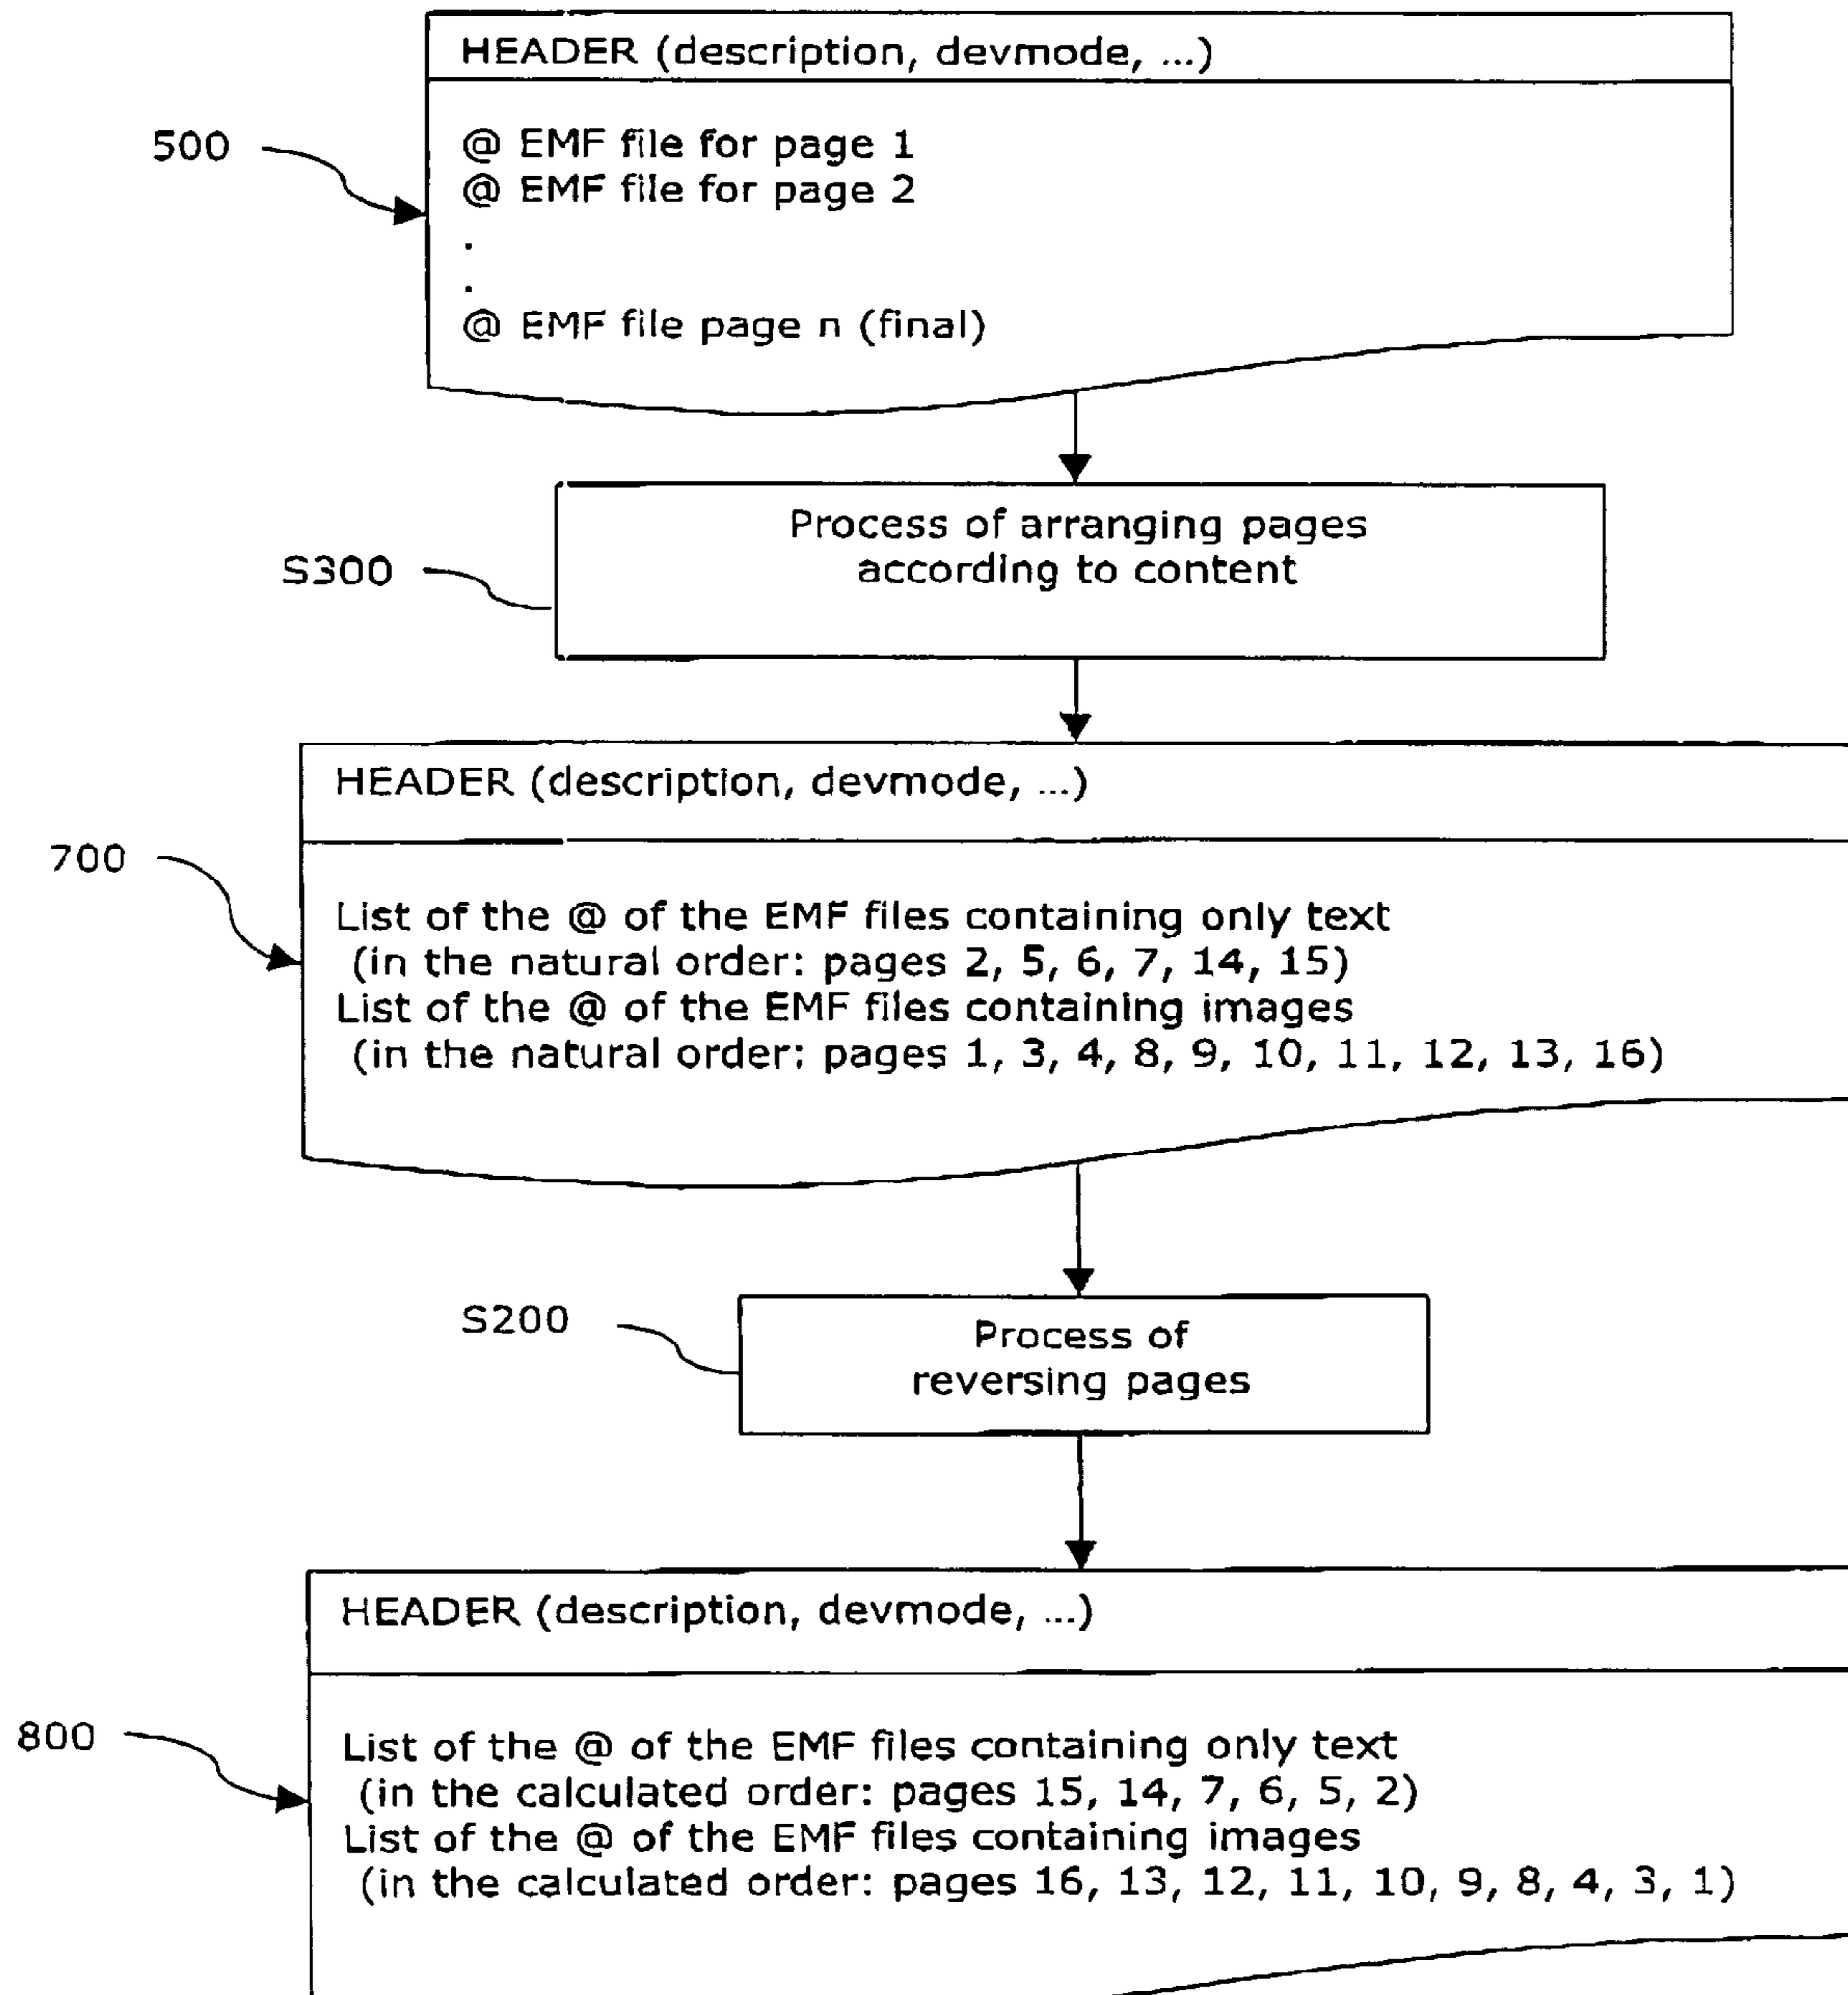 HEADER (description, devmode, ...)
500
@ EMF file for page 1
@ EMF file for page 2
.
.
@ EMF file page n (final)
Process of arranging pages
according to content
S300
HEADER (description, devmode, ...)
700
List of the @ of the EMF files containing only text
(in the natural order: pages 2, 5, 6, 7, 14, 15)
List of the @ of the EMF files containing images
(in the natural order: pages 1, 3, 4, 8, 9, 10, 11, 12, 13, 16)
S200
Process of
reversing pages
HEADER (description, devmode, ...)
800
List of the @ of the EMF files containing only text
(in the calculated order: pages 15, 14, 7, 6, 5, 2)
List of the @ of the EMF files containing images
(in the calculated order: pages 16, 13, 12, 11, 10, 9, 8, 4, 3, 1)